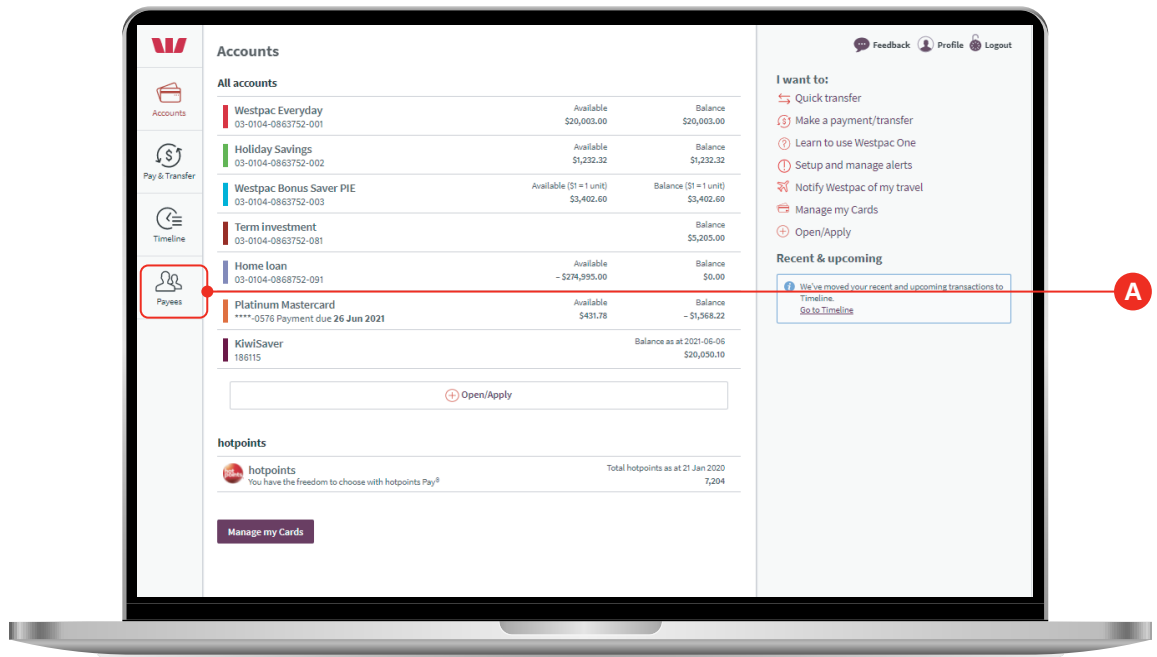 Accounts
Pay & Transfer
Timeline
Payees
Accounts
All accounts
Westpac Everyday
03-0104-0863752-001
Available
$20,003.00
Balance
$20,003.00
Holiday Savings
03-0104-0863752-002
Available
$1,232.32
Balance
$1,232.32
Westpac Bonus Saver PIE
03-0104-0863752-003
Available ($1 = 1 unit)
$3,402.60
Balance ($1 = 1 unit)
$3,402.60
Term investment
03-0104-0863752-081
Balance
$5,205.00
Home loan
03-0104-0868752-091
Available
– $274,995.00
Balance
$0.00
Platinum Mastercard
****-0576 Payment due 26 Jun 2021
Available
$431.78
Balance
– $1,568.22
KiwiSaver
186115
Balance as at 2021-06-06
$20,050.10
Open/Apply
hotpoints
hot points
hotpoints
You have the freedom to choose with hotpoints Pay⁸
Total hotpoints as at 21 Jan 2020
7,204
Manage my Cards
Feedback Profile Logout
I want to:
Quick transfer
Make a payment/transfer
Learn to use Westpac One
Setup and manage alerts
Notify Westpac of my travel
Manage my Cards
Open/Apply
Recent & upcoming
We've moved your recent and upcoming transactions to
Timeline.
Go to Timeline
A